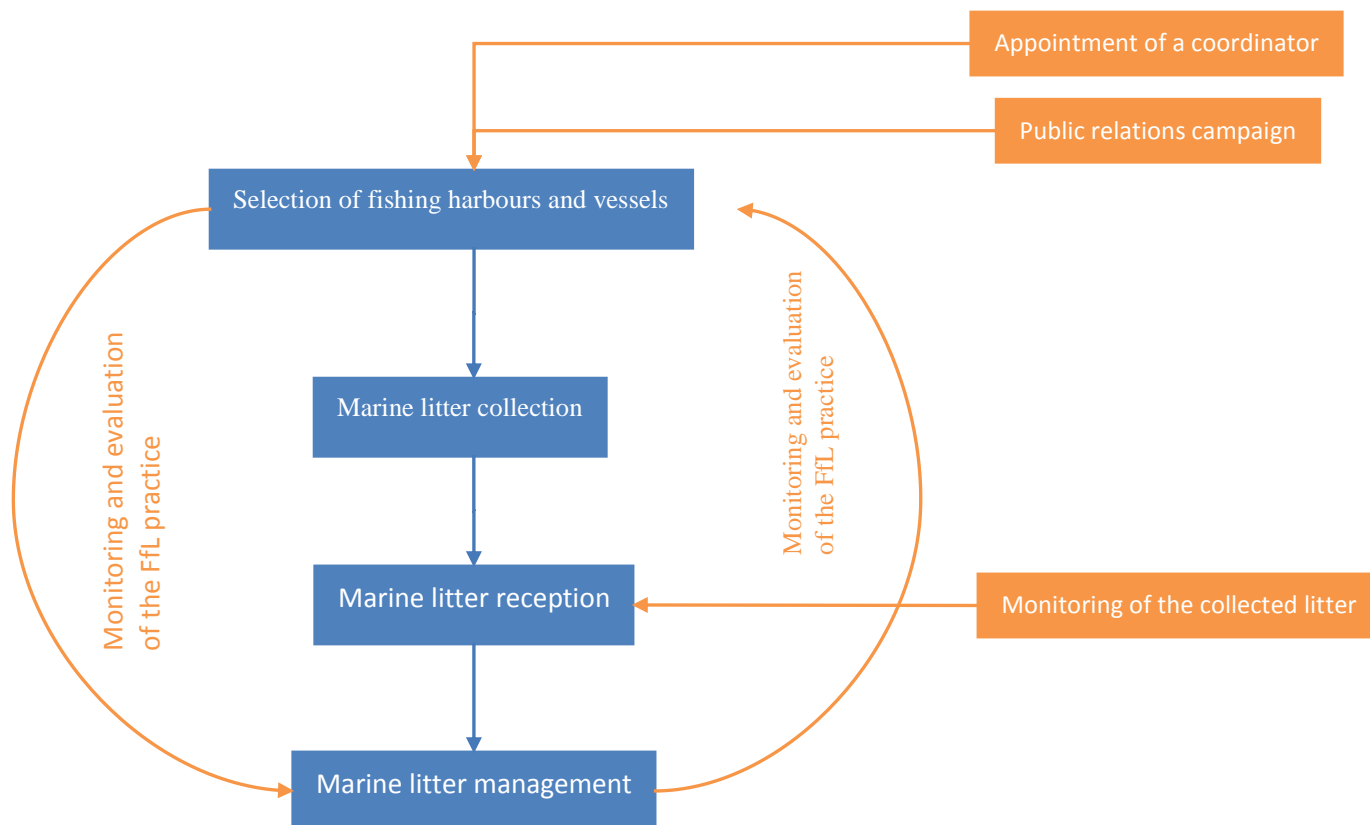 Appointment of a coordinator
Public relations campaign
Selection of fishing harbours and vessels
Monitoring and evaluation
of the FfL practice
Marine litter collection
Monitoring and evaluation
of the FfL practice
Marine litter reception
Monitoring of the collected litter
Marine litter management